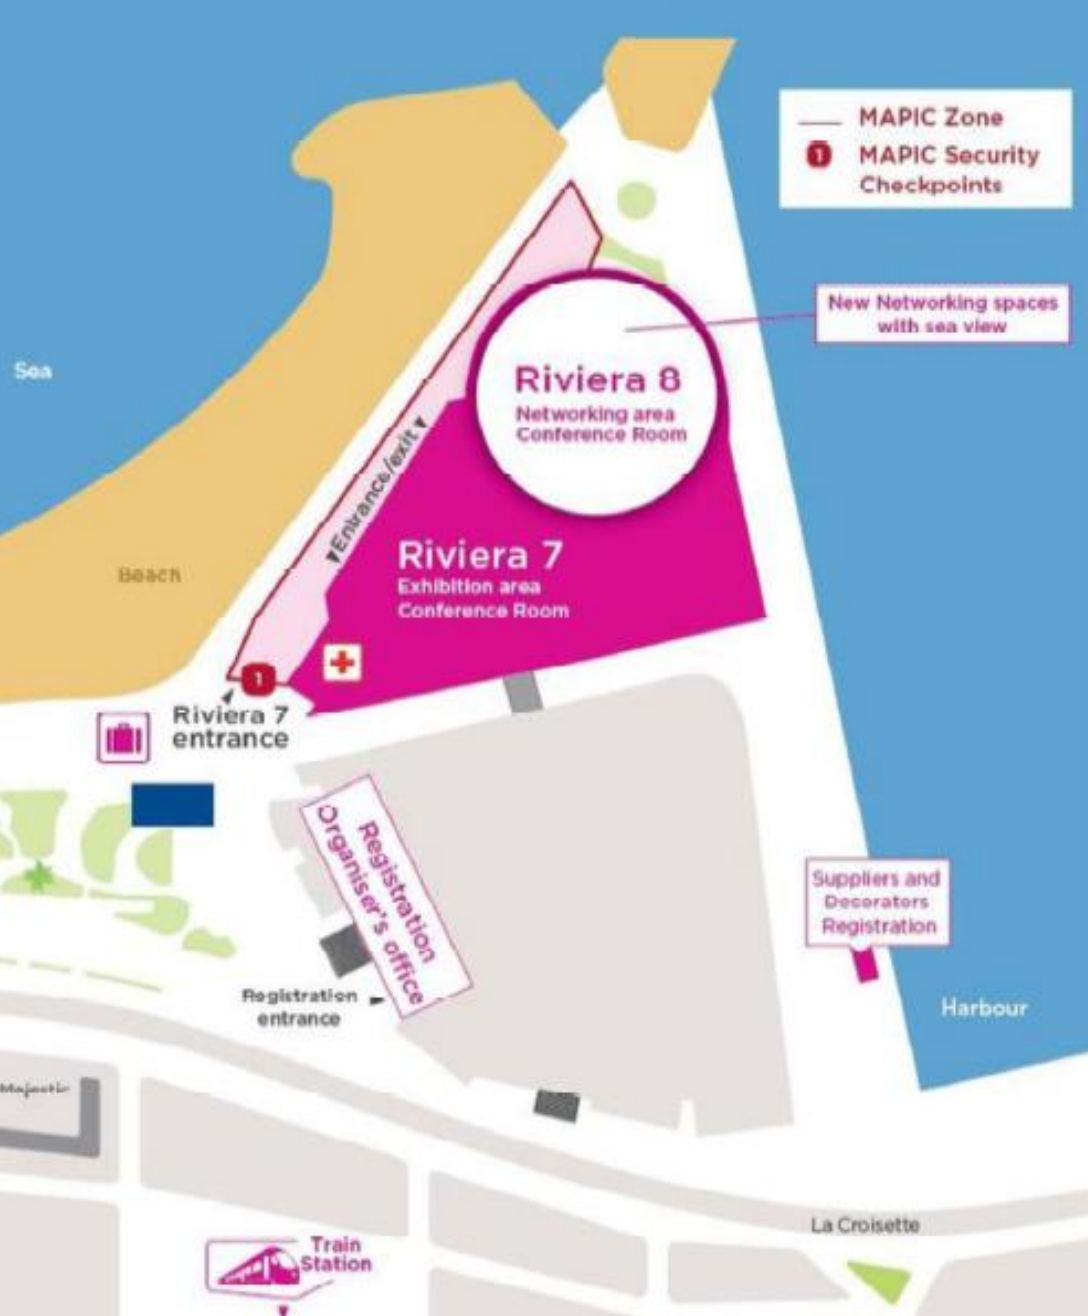 MAPIC Zone
1 MAPIC Security
Checkpoints
New Networking spaces
with sea view
Sea
Riviera 8
Networking area
Conference Room
▼Entrance/exit▼
Riviera 7
Exhibition area
Conference Room
Beach
1
Riviera 7
entrance
Registration
Organiser's office
Suppliers and
Decorators
Registration
Registration
entrance
Harbour
Majestic
La Croisette
Train
Station